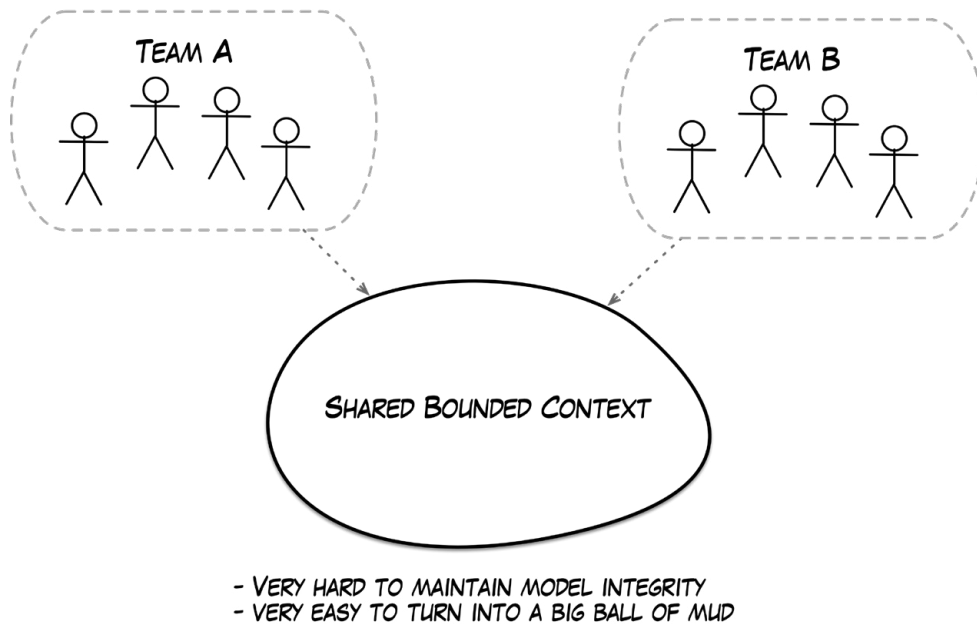 Team A
Team B
Shared Bounded Context
- Very hard to maintain model integrity
- very easy to turn into a big ball of mud